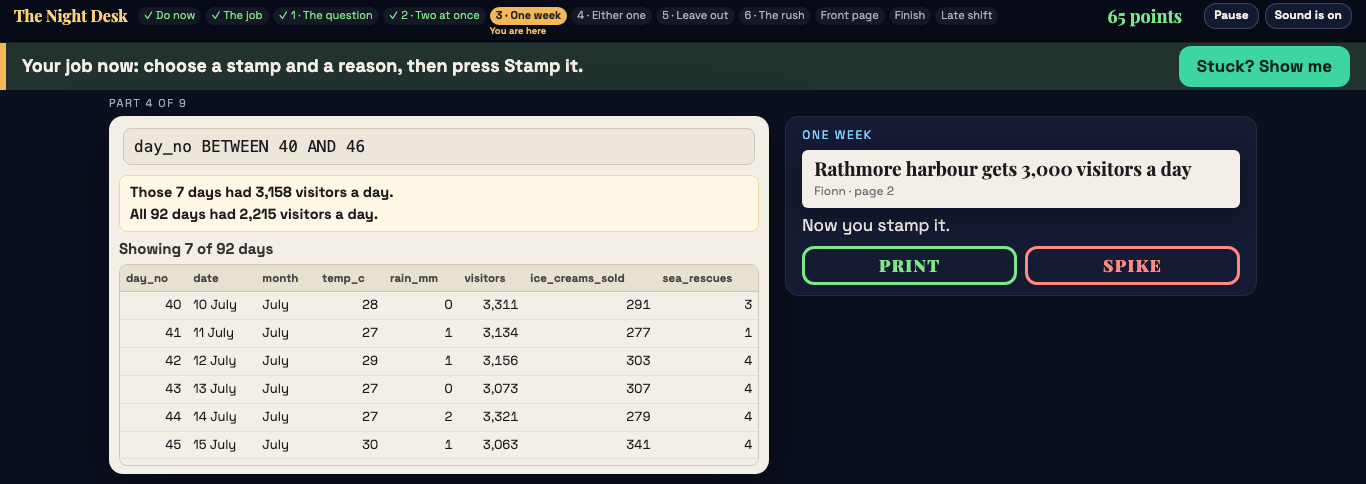 The Night Desk
✓ Do now
✓ The job
✓ 1 · The question
✓ 2 · Two at once
3 · One week
4 · Either one
5 · Leave out
6 · The rush
Front page
Finish
Late shift
You are here
65 points
Pause
Sound is on
Your job now: choose a stamp and a reason, then press Stamp it.
Stuck? Show me
PART 4 OF 9
day_no BETWEEN 40 AND 46
Those 7 days had 3,158 visitors a day.
All 92 days had 2,215 visitors a day.
Showing 7 of 92 days
day_no date month temp_c rain_mm visitors ice_creams_sold sea_rescues
40 10 July July 28 0 3,311 291 3
41 11 July July 27 1 3,134 277 1
42 12 July July 29 1 3,156 303 4
43 13 July July 27 0 3,073 307 4
44 14 July July 27 2 3,321 279 4
45 15 July July 30 1 3,063 341 4
ONE WEEK
Rathmore harbour gets 3,000 visitors a day
Fionn · page 2
Now you stamp it.
PRINT
SPIKE